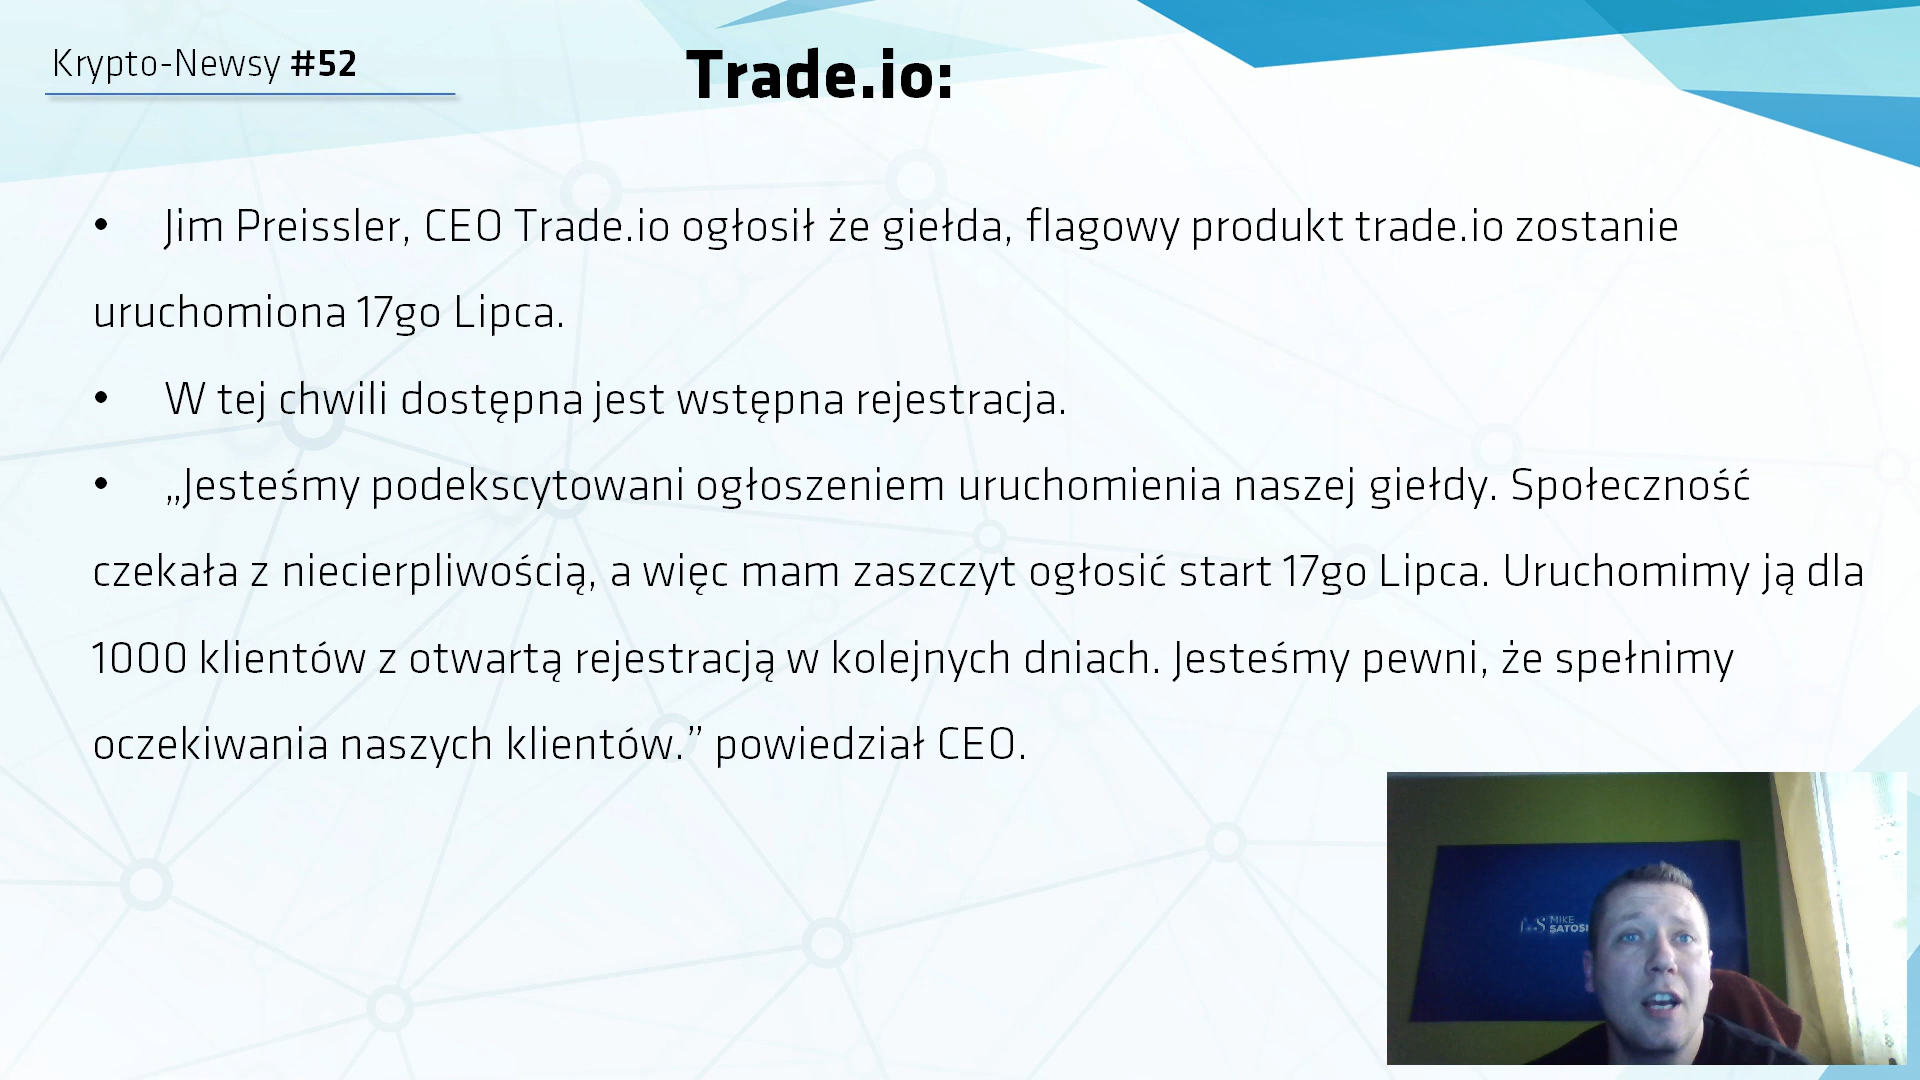 Krypto-Newsy #52
Trade.io:
• Jim Preissler, CEO Trade.io ogłosił że giełda, flagowy produkt trade.io zostanie
uruchomiona 17go Lipca.
• W tej chwili dostępna jest wstępna rejestracja.
• „Jesteśmy podekscytowani ogłoszeniem uruchomienia naszej giełdy. Społeczność
czekała z niecierpliwością, a więc mam zaszczyt ogłosić start 17go Lipca. Uruchomimy ją dla
1000 klientów z otwartą rejestracją w kolejnych dniach. Jesteśmy pewni, że spełnimy
oczekiwania naszych klientów.” powiedział CEO.
MIKE